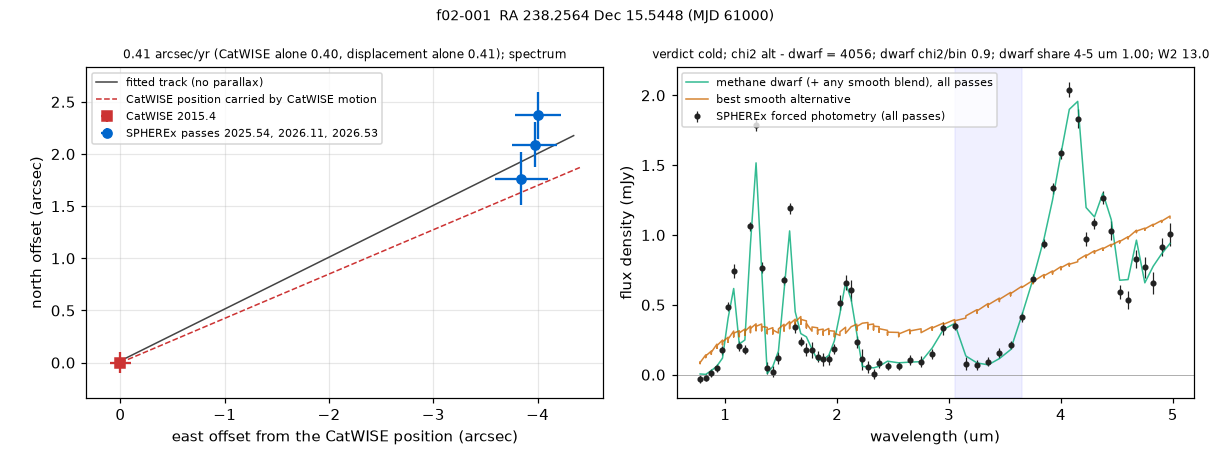 f02-001  RA 238.2564 Dec 15.5448 (MJD 61000)
0.41 arcsec/yr (CatWISE alone 0.40, displacement alone 0.41); spectrum
fitted track (no parallax)
CatWISE position carried by CatWISE motion
CatWISE 2015.4
SPHEREx passes 2025.54, 2026.11, 2026.53
north offset (arcsec)
2.5
2.0
1.5
1.0
0.5
0.0
0
−1
−2
−3
−4
east offset from the CatWISE position (arcsec)
verdict cold; chi2 alt - dwarf = 4056; dwarf chi2/bin 0.9; dwarf share 4-5 um 1.00; W2 13.0
methane dwarf (+ any smooth blend), all passes
best smooth alternative
SPHEREx forced photometry (all passes)
flux density (mJy)
2.0
1.5
1.0
0.5
0.0
1
2
3
4
5
wavelength (um)